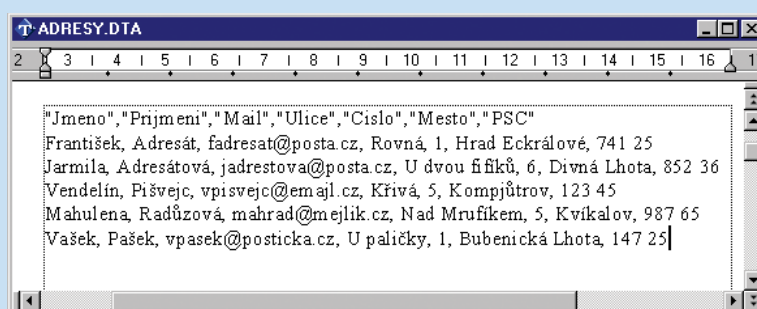 ADRESY.DTA
2 3 4 5 6 7 8 9 10 11 12 13 14 15 16 1
"Jmeno","Prijmeni","Mail","Ulice","Cislo","Mesto","PSC"
František, Adresát, fadresat@posta.cz, Rovná, 1, Hrad Eckrálové, 741 25
Jarmila, Adresátová, jadrestova@posta.cz, U dvou fifíků, 6, Divná Lhota, 852 36
Vendelín, Pišvejc, vpisvejc@emajl.cz, Křivá, 5, Kompjůtrov, 123 45
Mahulena, Radůzová, mahrad@mejlik.cz, Nad Mrufíkem, 5, Kvíkalov, 987 65
Vašek, Pašek, vpasek@posticka.cz, U paličky, 1, Bubenická Lhota, 147 25